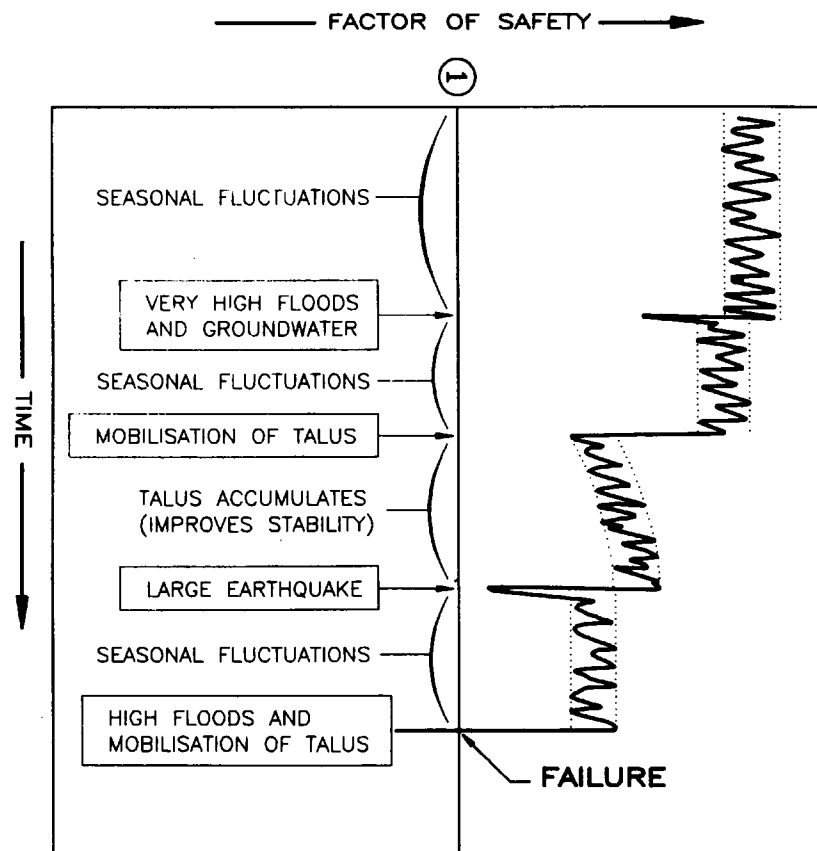 FACTOR OF SAFETY
1
SEASONAL FLUCTUATIONS
VERY HIGH FLOODS
AND GROUNDWATER
SEASONAL FLUCTUATIONS
TIME
MOBILISATION OF TALUS
TALUS ACCUMULATES
(IMPROVES STABILITY)
LARGE EARTHQUAKE
SEASONAL FLUCTUATIONS
HIGH FLOODS AND
MOBILISATION OF TALUS
FAILURE